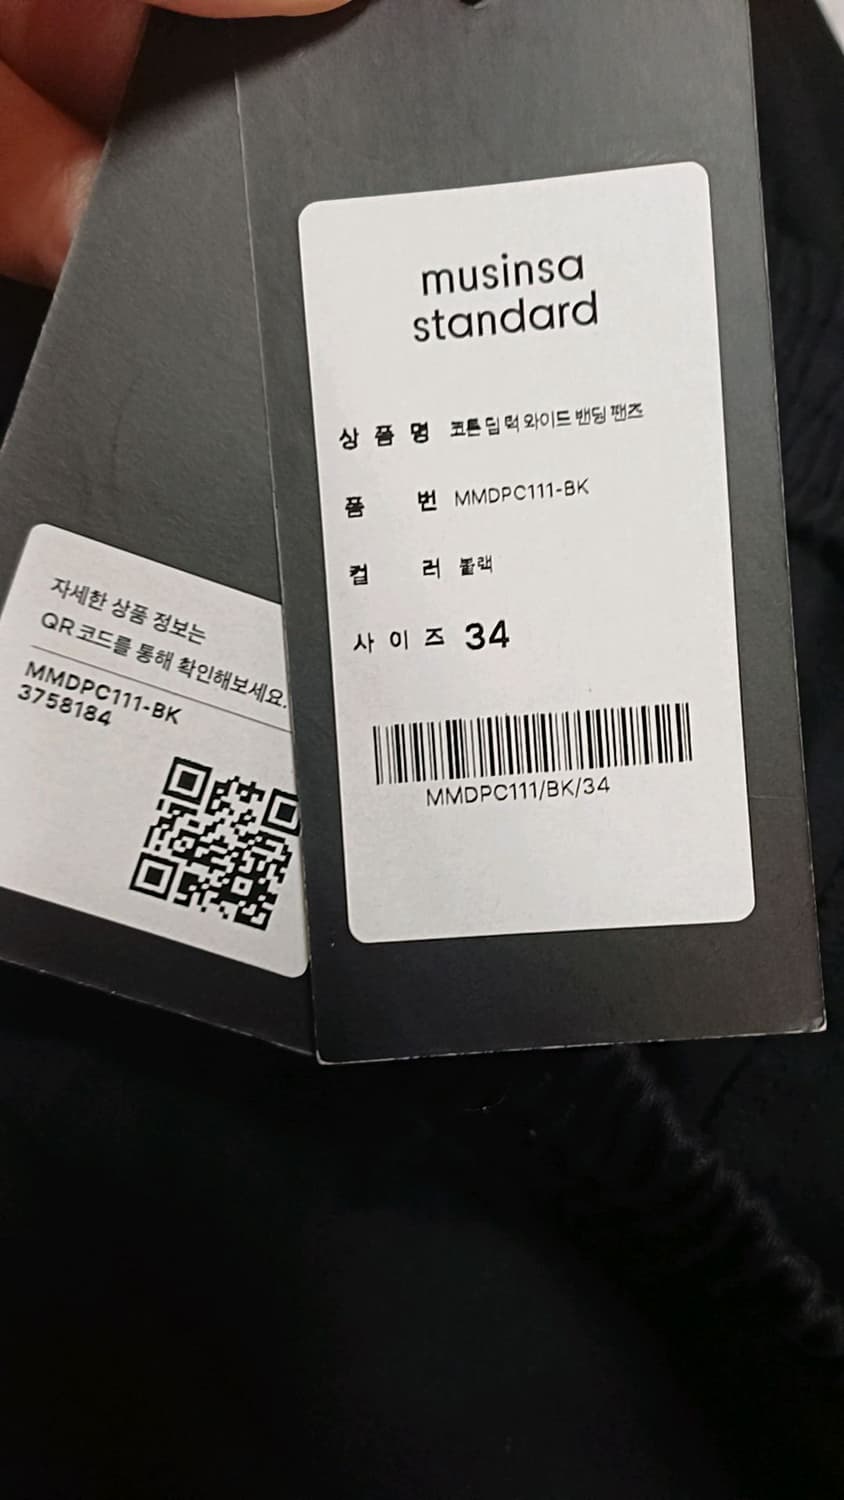 musinsa
standard
상품명 코튼 딥 턱 와이드 밴딩 팬츠
품번 MMDPC111-BK
컬러 블랙
사이즈 34
MMDPC111/BK/34
자세한 상품 정보는
QR코드를 통해 확인해보세요.
MMDPC111-BK
3758184